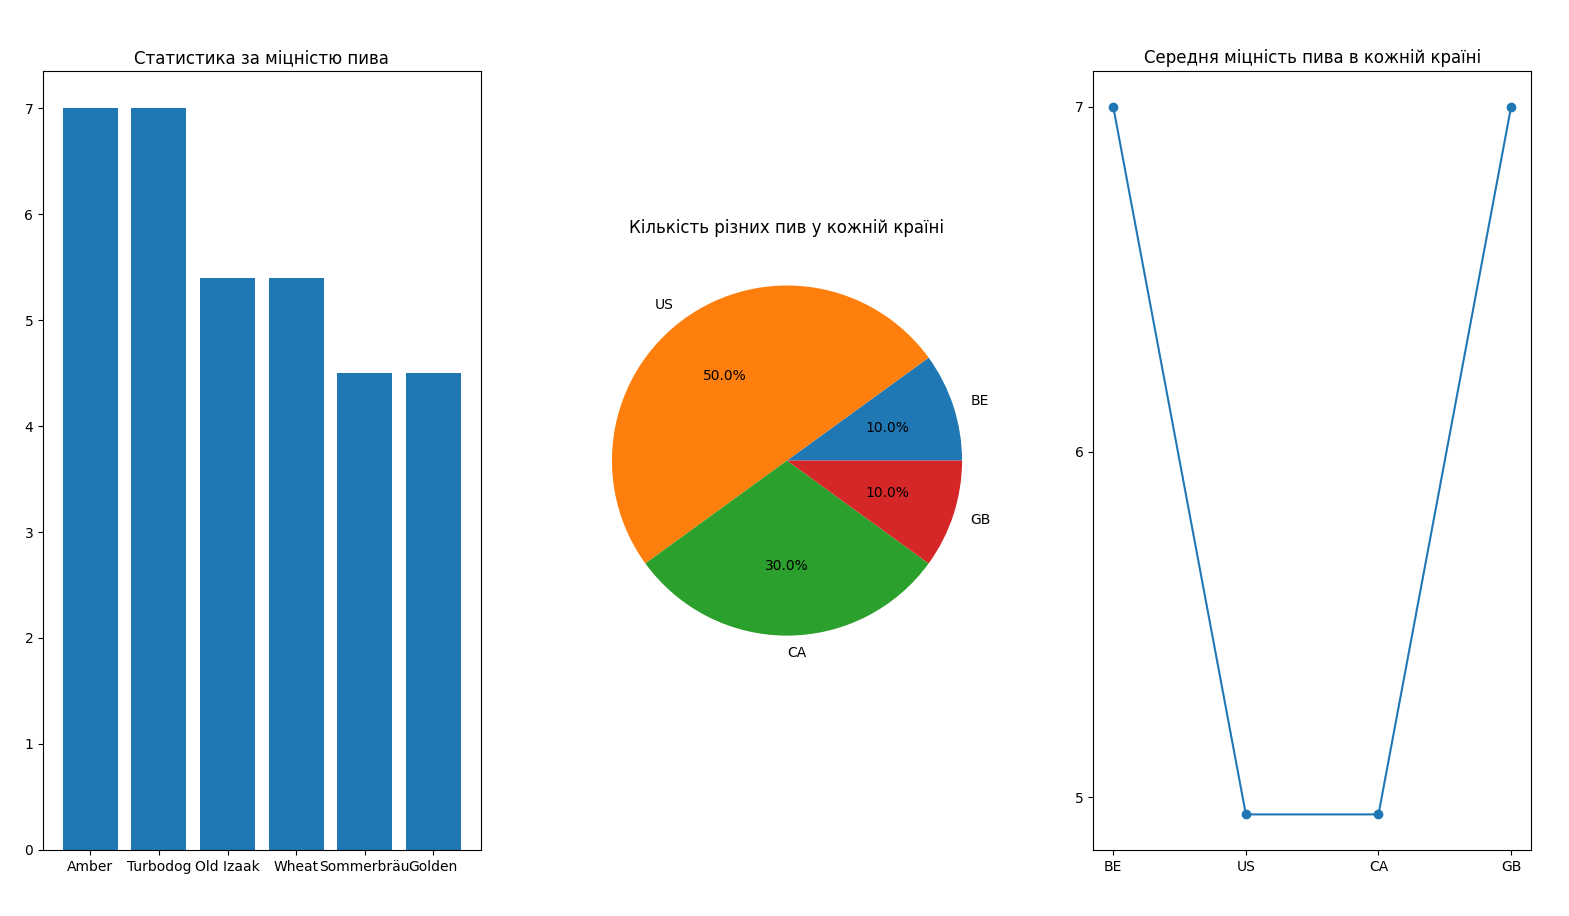 Статистика за міцністю пива
7
6
5
4
3
2
1
0
Amber Turbodog Old Izaak Wheat Sommerbräu Golden
Кількість різних пив у кожній країні
US
50.0%
BE
10.0%
10.0%
GB
30.0%
CA
Середня міцність пива в кожній країні
7
6
5
BE US CA GB